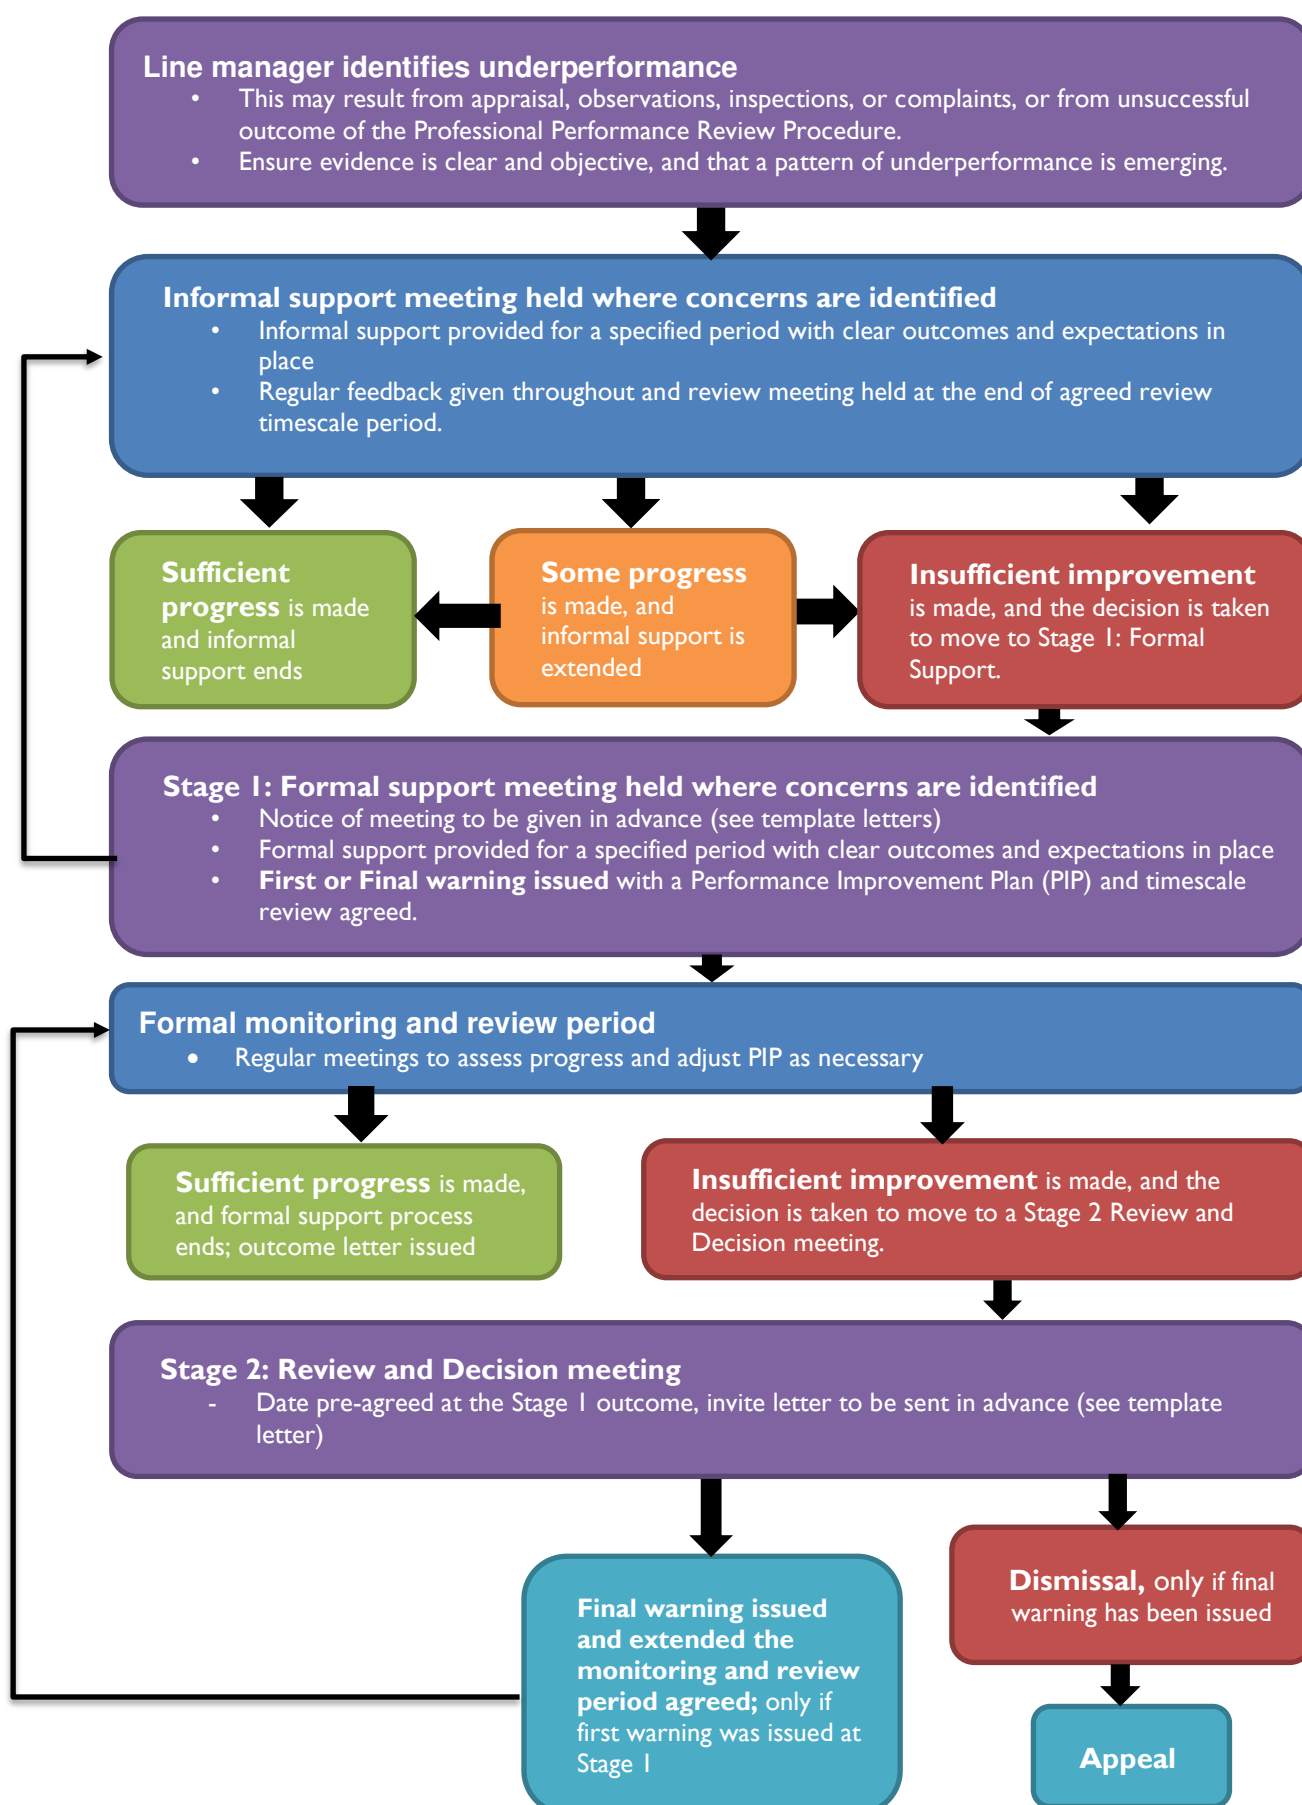 Line manager identifies underperformance
• This may result from appraisal, observations, inspections, or complaints, or from unsuccessful
outcome of the Professional Performance Review Procedure.
• Ensure evidence is clear and objective, and that a pattern of underperformance is emerging.
Informal support meeting held where concerns are identified
• Informal support provided for a specified period with clear outcomes and expectations in
place
• Regular feedback given throughout and review meeting held at the end of agreed review
timescale period.
Sufficient
progress is made
and informal
support ends
Some progress
is made, and
informal support is
extended
Insufficient improvement
is made, and the decision is taken
to move to Stage 1: Formal
Support.
Stage 1: Formal support meeting held where concerns are identified
• Notice of meeting to be given in advance (see template letters)
• Formal support provided for a specified period with clear outcomes and expectations in place
• First or Final warning issued with a Performance Improvement Plan (PIP) and timescale
review agreed.
Formal monitoring and review period
• Regular meetings to assess progress and adjust PIP as necessary
Sufficient progress is made,
and formal support process
ends; outcome letter issued
Insufficient improvement is made, and the
decision is taken to move to a Stage 2 Review and
Decision meeting.
Stage 2: Review and Decision meeting
- Date pre-agreed at the Stage 1 outcome, invite letter to be sent in advance (see template
letter)
Final warning issued
and extended the
monitoring and review
period agreed; only if
first warning was issued at
Stage 1
Dismissal, only if final
warning has been issued
Appeal